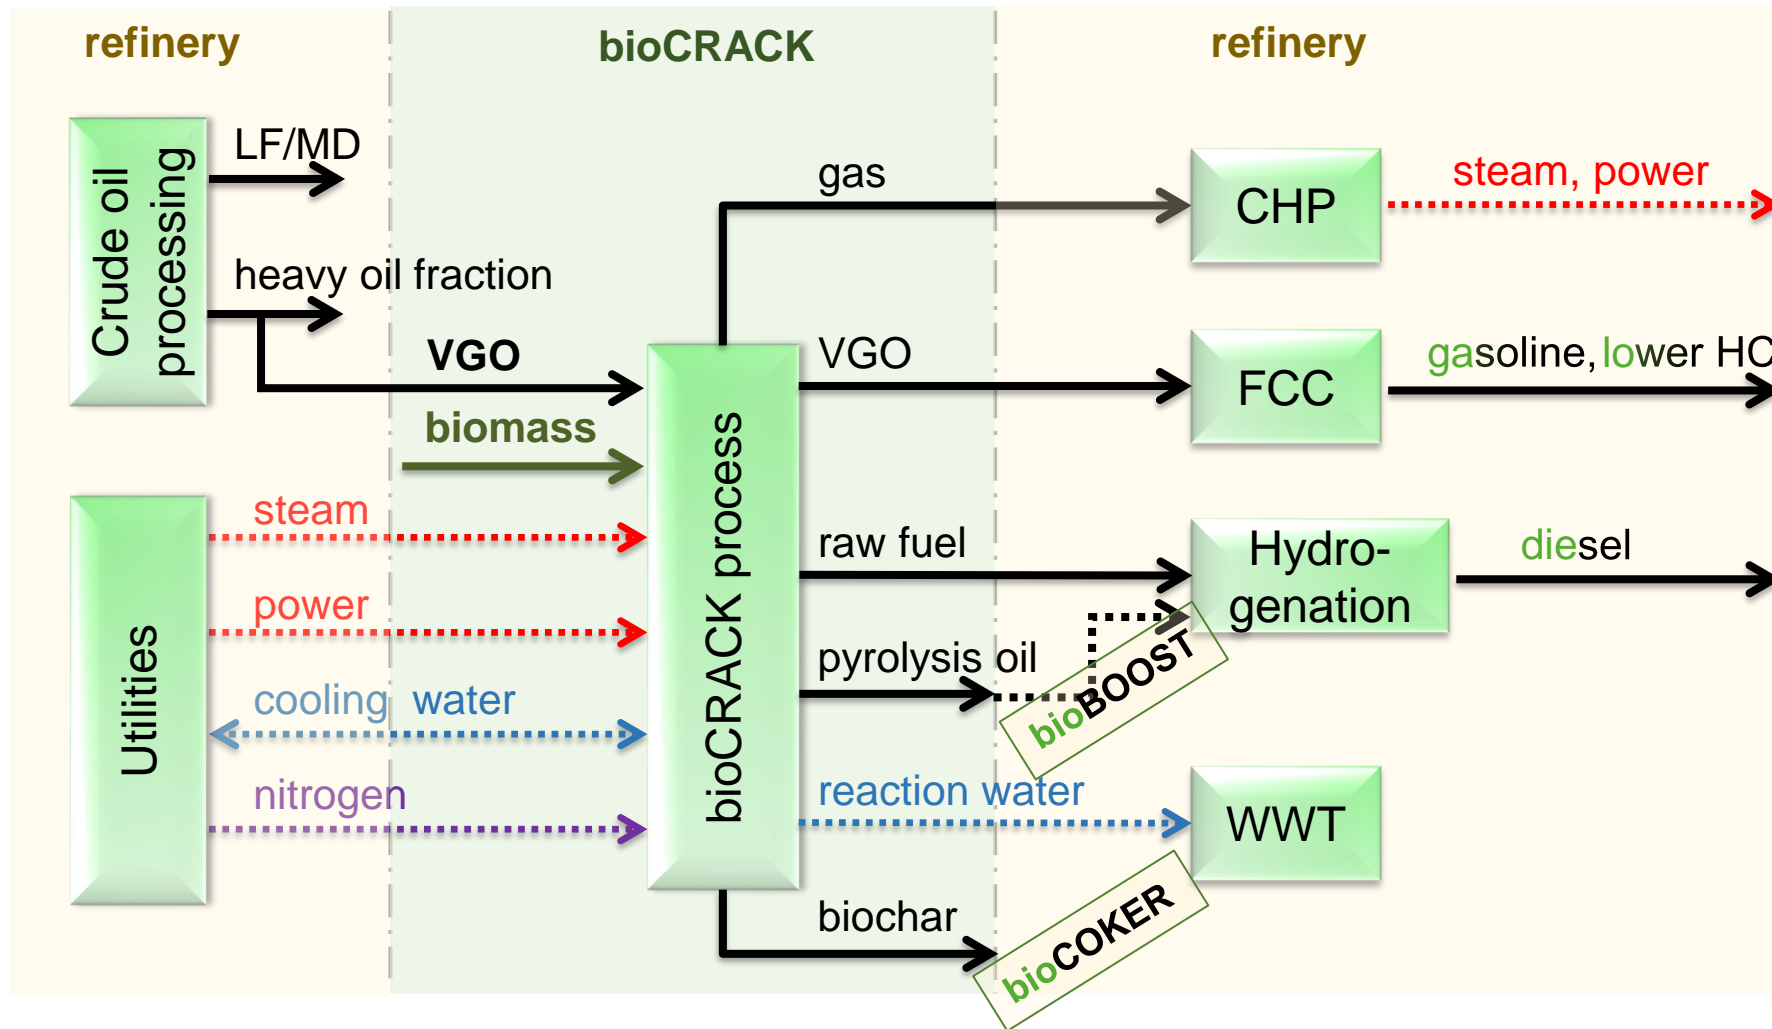 refinery
bioCRACK
refinery
Crude oil
processing
LF/MD
heavy oil fraction
VGO
biomass
Utilities
steam
power
cooling water
nitrogen
bioCRACK process
gas
VGO
raw fuel
pyrolysis oil
reaction water
biochar
CHP
steam, power
FCC
gasoline, lower HC
Hydro-
genation
diesel
bioBOOST
WWT
bioCOKER